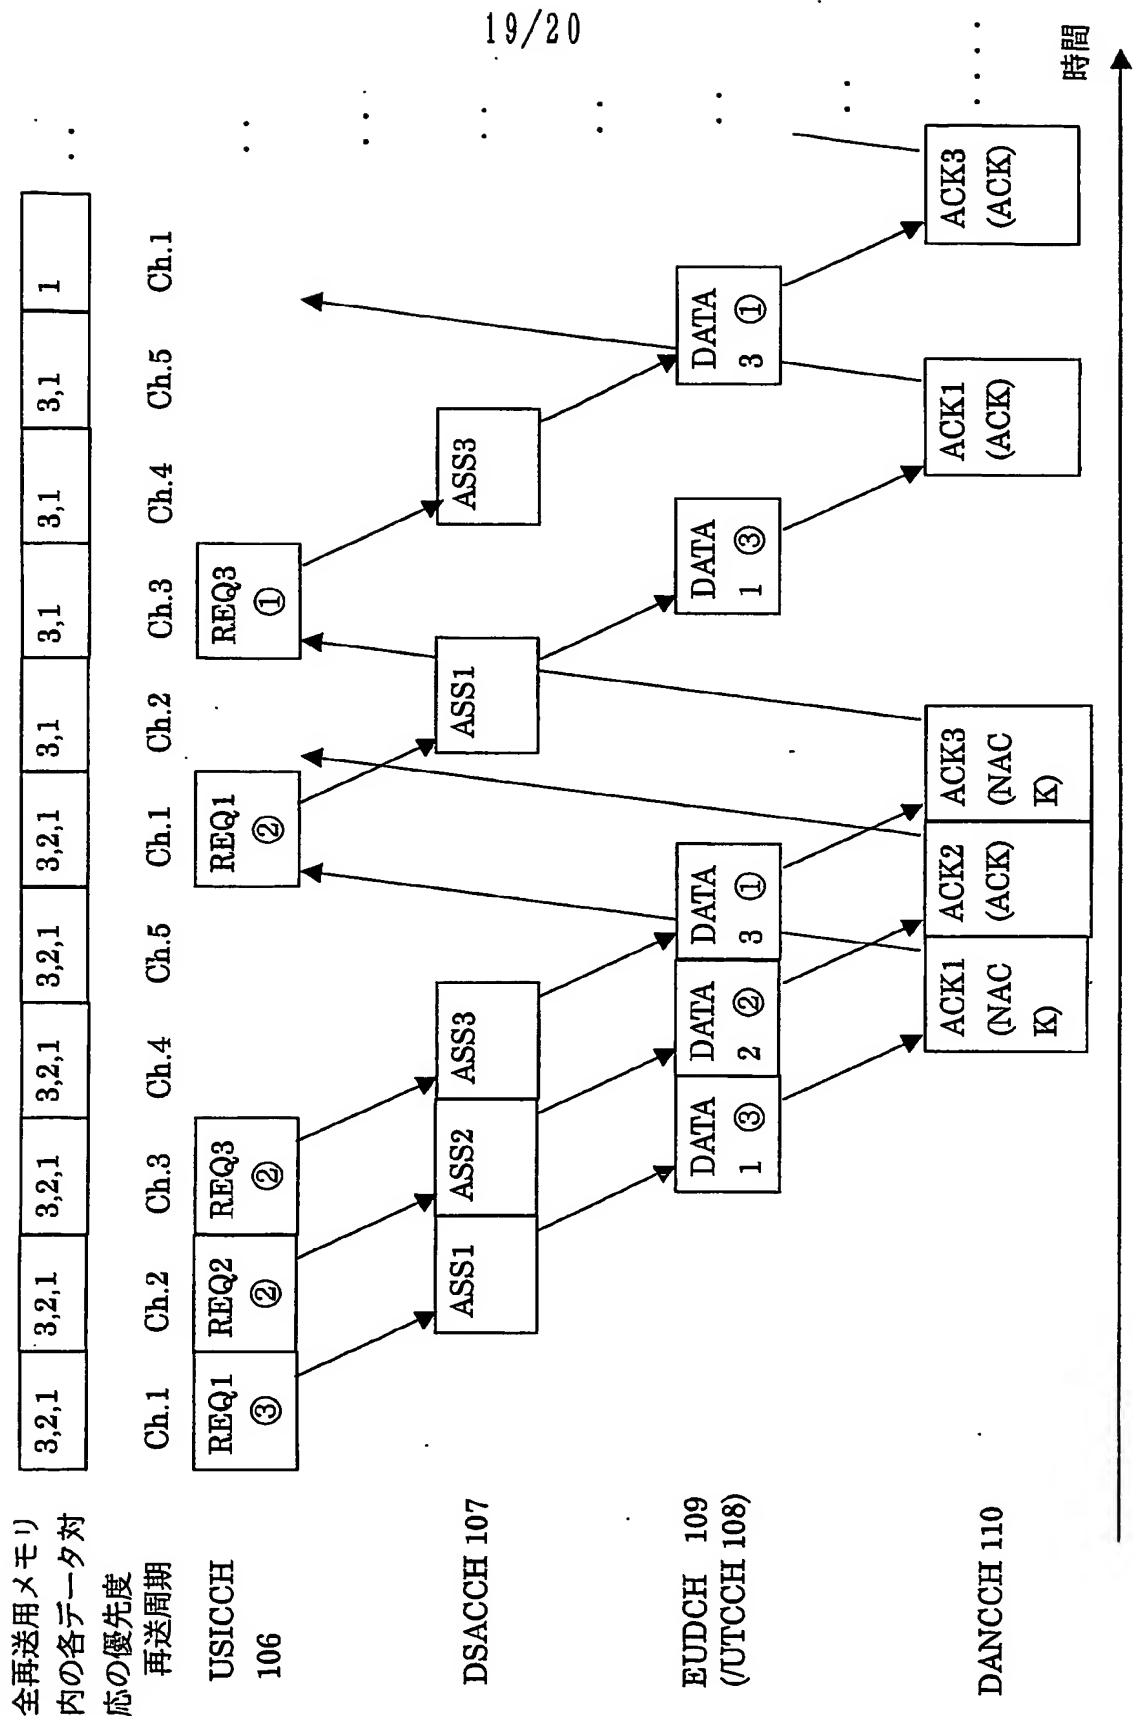 19/20
全再送用メモリ
内の各データ対
応の優先度
3,2,1 3,2,1 3,2,1 3,2,1 3,2,1 3,2,1 3,1 3,1 3,1 3,1 1
再送周期
Ch.1 Ch.2 Ch.3 Ch.4 Ch.5 Ch.1 Ch.2 Ch.3 Ch.4 Ch.5 Ch.1
USICCH
106
REQ1
③
REQ2
②
REQ3
②
REQ1
②
REQ3
①
DSACCH 107
ASS1
ASS2
ASS3
ASS1
ASS3
EUDCH 109
(/UTCCH 108)
DATA
1 ③
DATA
2 ②
DATA
3 ①
DATA
1 ③
DATA
3 ①
DANCCH 110
ACK1
(NAC
K)
ACK2
(ACK)
ACK3
(NAC
K)
ACK1
(ACK)
ACK3
(ACK)
時間